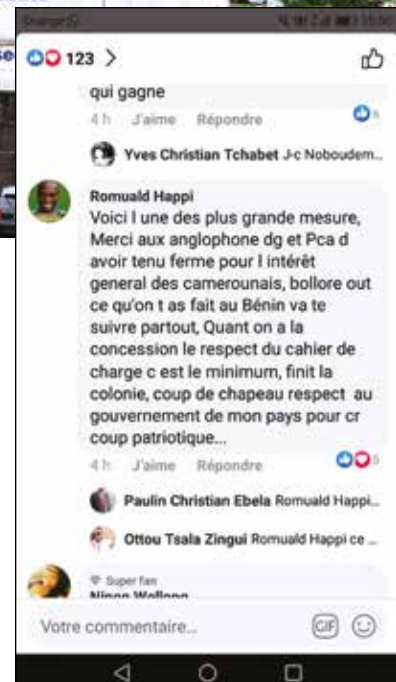 Orange
123 >
qui gagne
4 h J'aime Répondre 6
Yves Christian Tchabet J-c Noboudem...
Romuald Happi
Voici l une des plus grande mesure,
Merci aux anglophone dg et Pca d
avoir tenu ferme pour l intérêt
general des camerounais, bollore out
ce qu'on t as fait au Bénin va te
suivre partout, Quant on a la
concession le respect du cahier de
charge c est le minimum, finit la
colonie, coup de chapeau respect au
gouvernement de mon pays pour cr
coup patriotique...
4 h J'aime Répondre 5
Paulin Christian Ebela Romuald Happi...
Ottou Tsala Zingui Romuald Happi ce ...
Super fan
Votre commentaire...
GIF